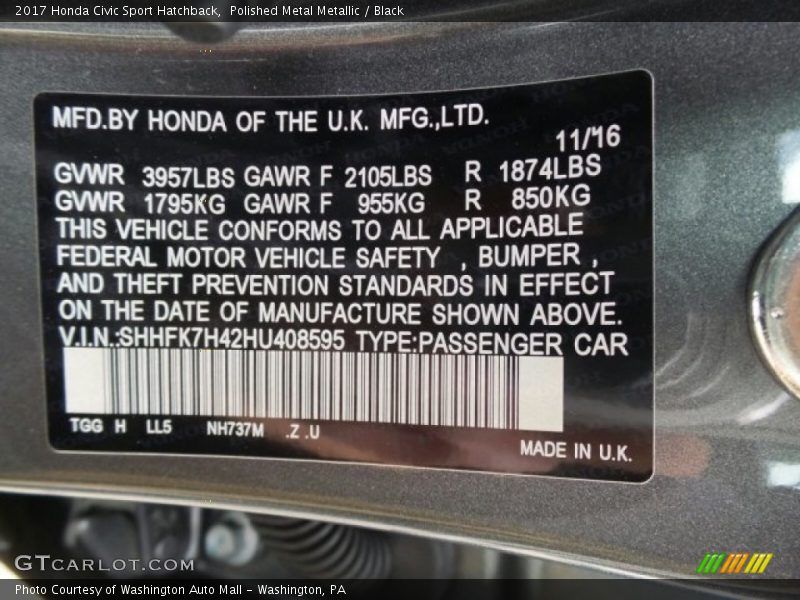 2017 Honda Civic Sport Hatchback, Polished Metal Metallic / Black
MFD.BY HONDA OF THE U.K. MFG.,LTD.
11/16
GVWR 3957LBS GAWR F 2105LBS R 1874LBS
GVWR 1795KG GAWR F 955KG R 850KG
THIS VEHICLE CONFORMS TO ALL APPLICABLE
FEDERAL MOTOR VEHICLE SAFETY , BUMPER ,
AND THEFT PREVENTION STANDARDS IN EFFECT
ON THE DATE OF MANUFACTURE SHOWN ABOVE.
V.I.N.:SHHFK7H42HU408595 TYPE:PASSENGER CAR
TGG H LL5 NH737M .Z .U
MADE IN U.K.
GTCARLOT.COM
Photo Courtesy of Washington Auto Mall - Washington, PA